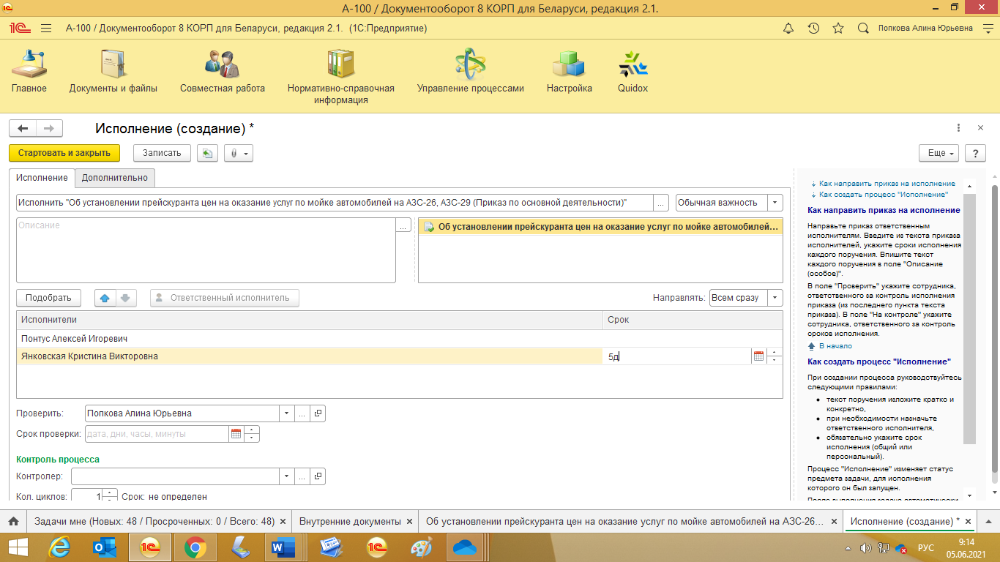 А-100 / Документооборот 8 КОРП для Беларуси, редакция 2.1.
1С А-100 / Документооборот 8 КОРП для Беларуси, редакция 2.1. (1С:Предприятие) Попкова Алина Юрьевна
Главное Документы и файлы Совместная работа Нормативно-справочная информация Управление процессами Настройка Quidox
Исполнение (создание) *
Стартовать и закрыть Записать Еще ?
Исполнение Дополнительно
Исполнить "Об установлении прейскуранта цен на оказание услуг по мойке автомобилей на АЗС-26, АЗС-29 (Приказ по основной деятельности)" ... Обычная важность
Описание ... Об установлении прейскуранта цен на оказание услуг по мойке автомобилей...
Подобрать Ответственный исполнитель Направлять: Всем сразу
Исполнители Срок
Понтус Алексей Игоревич
Янковская Кристина Викторовна 5д
Проверить: Попкова Алина Юрьевна ...
Срок проверки: дата, дни, часы, минуты
Контроль процесса
Контролер: ...
Кол. циклов: 1 Срок: не определен
Как направить приказ на исполнение
Как создать процесс "Исполнение"
Как направить приказ на исполнение
Направьте приказ ответственным
исполнителям. Введите из текста приказа
исполнителей, укажите сроки исполнения
каждого поручения. Впишите текст
каждого поручения в поле "Описание
(особое)".
В поле "Проверить" укажите сотрудника,
ответственного за контроль исполнения
приказа (из последнего пункта текста
приказа). В поле "На контроле" укажите
сотрудника, ответственного за контроль
сроков исполнения.
В начало
Как создать процесс "Исполнение"
При создании процесса руководствуйтесь
следующими правилами:
• текст поручения изложите кратко и
конкретно,
• при необходимости назначьте
ответственного исполнителя,
• обязательно укажите срок
исполнения (общий или
персональный).
Процесс "Исполнение" изменяет статус
предмета задачи, для исполнения
которого он был запущен.
После выполнения задача автоматически
Задачи мне (Новых: 48 / Просроченных: 0 / Всего: 48) Внутренние документы Об установлении прейскуранта цен на оказание услуг по мойке автомобилей на АЗС-26... Исполнение (создание) *
РУС 9:14
05.06.2021